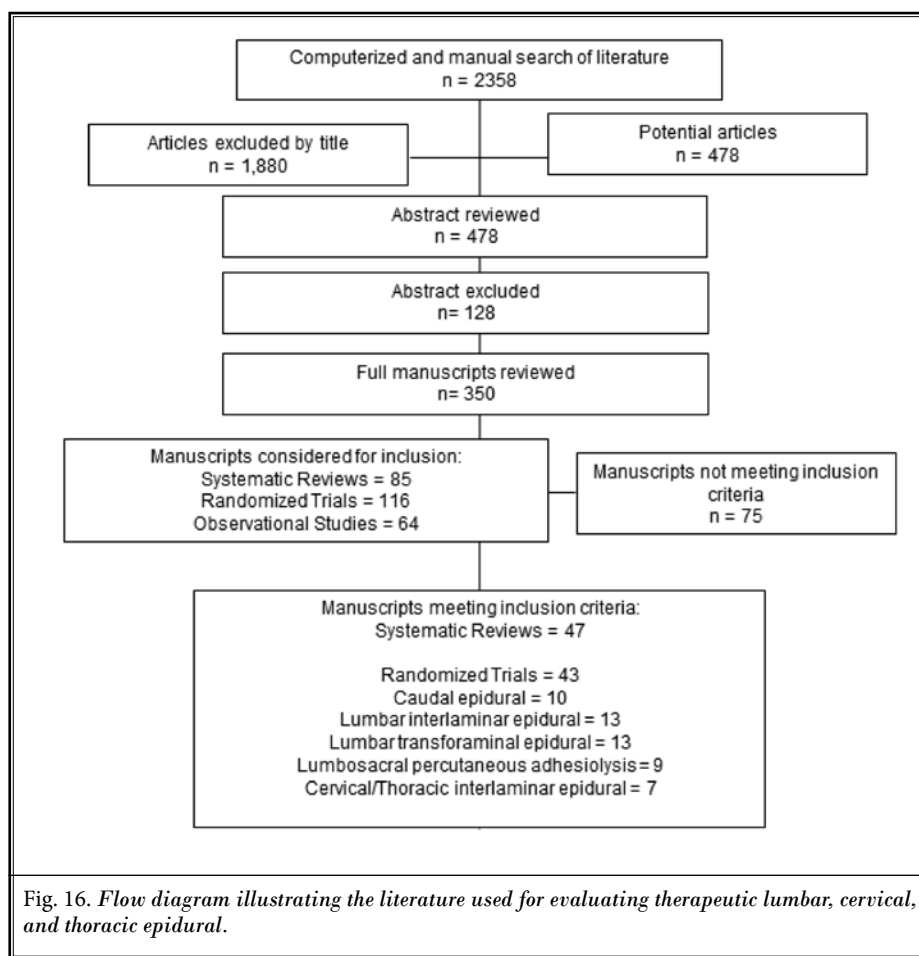 Computerized and manual search of literature
n = 2358
Articles excluded by title
n = 1,880
Potential articles
n = 478
Abstract reviewed
n = 478
Abstract excluded
n= 128
Full manuscripts reviewed
n= 350
Manuscripts considered for inclusion:
Systematic Reviews = 85
Randomized Trials = 116
Observational Studies = 64
Manuscripts not meeting inclusion
criteria
n = 75
Manuscripts meeting inclusion criteria:
Systematic Reviews = 47
Randomized Trials = 43
Caudal epidural = 10
Lumbar interlaminar epidural = 13
Lumbar transforaminal epidural = 13
Lumbosacral percutaneous adhesiolysis = 9
Cervical/Thoracic interlaminar epidural = 7
Fig. 16. Flow diagram illustrating the literature used for evaluating therapeutic lumbar, cervical,
and thoracic epidural.